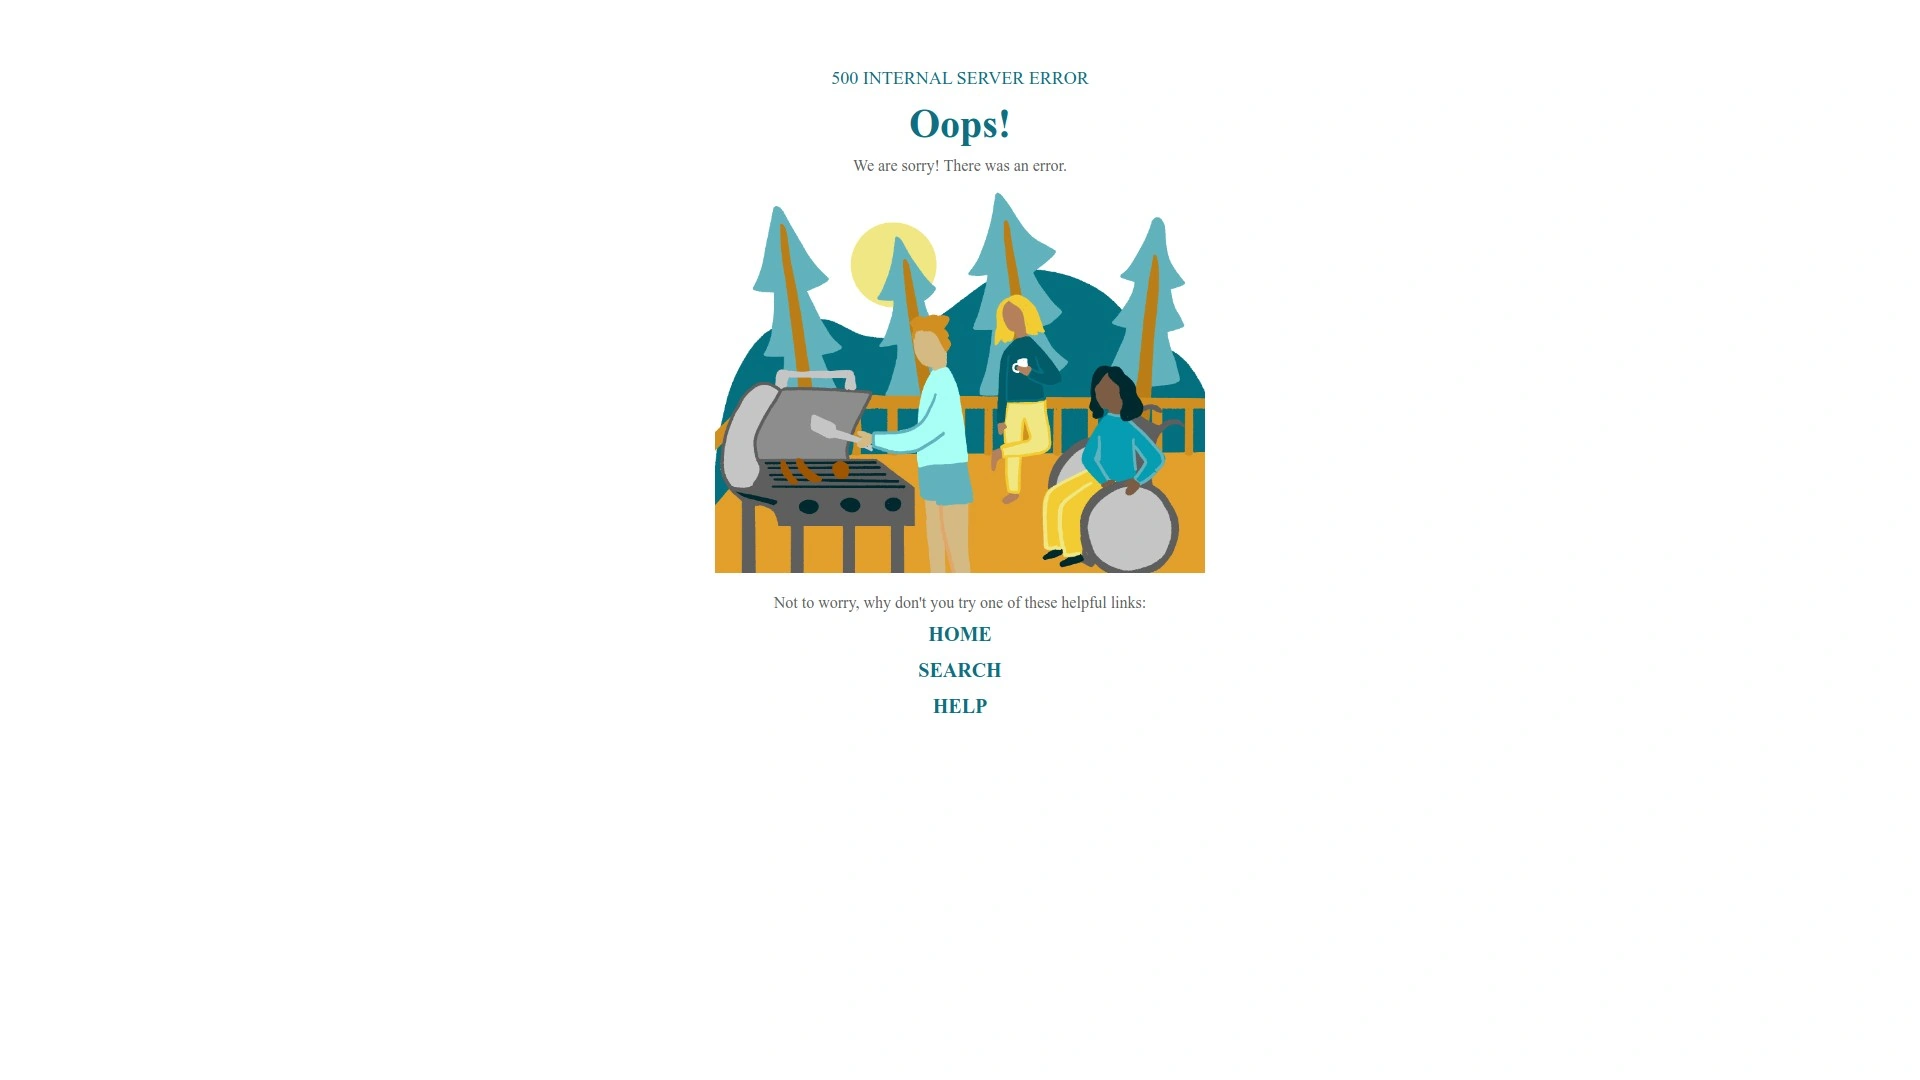 500 INTERNAL SERVER ERROR
Oops!
We are sorry! There was an error.
Not to worry, why don't you try one of these helpful links:
HOME
SEARCH
HELP